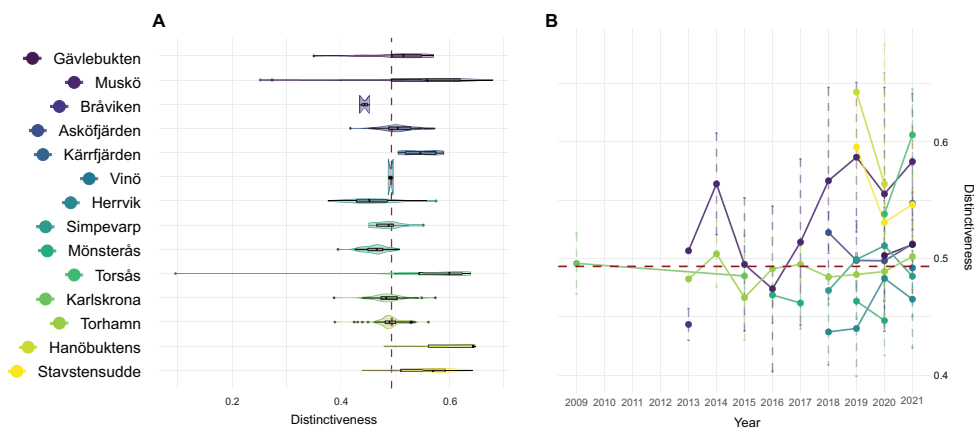 A
B
Gävlebukten
Muskö
Bråviken
Asköfjärden
Kärrfjärden
Vinö
Herrvik
Simpevarp
Mönsterås
Torsås
Karlskrona
Torhamn
Hanöbuktens
Stavstensudde
0.2 0.4 0.6
Distinctiveness
0.6
0.5
0.4
Distinctiveness
2009 2010 2011 2012 2013 2014 2015 2016 2017 2018 2019 2020 2021
Year